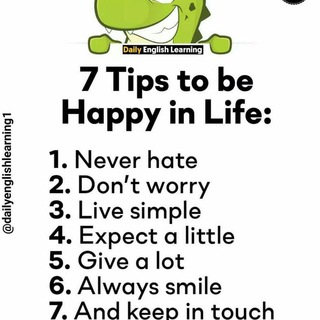 Daily English Learning
7 Tips to be
Happy in Life:
1. Never hate
2. Don't worry
3. Live simple
4. Expect a little
5. Give a lot
6. Always smile
7. And keep in touch
@dailyenglishlearning1